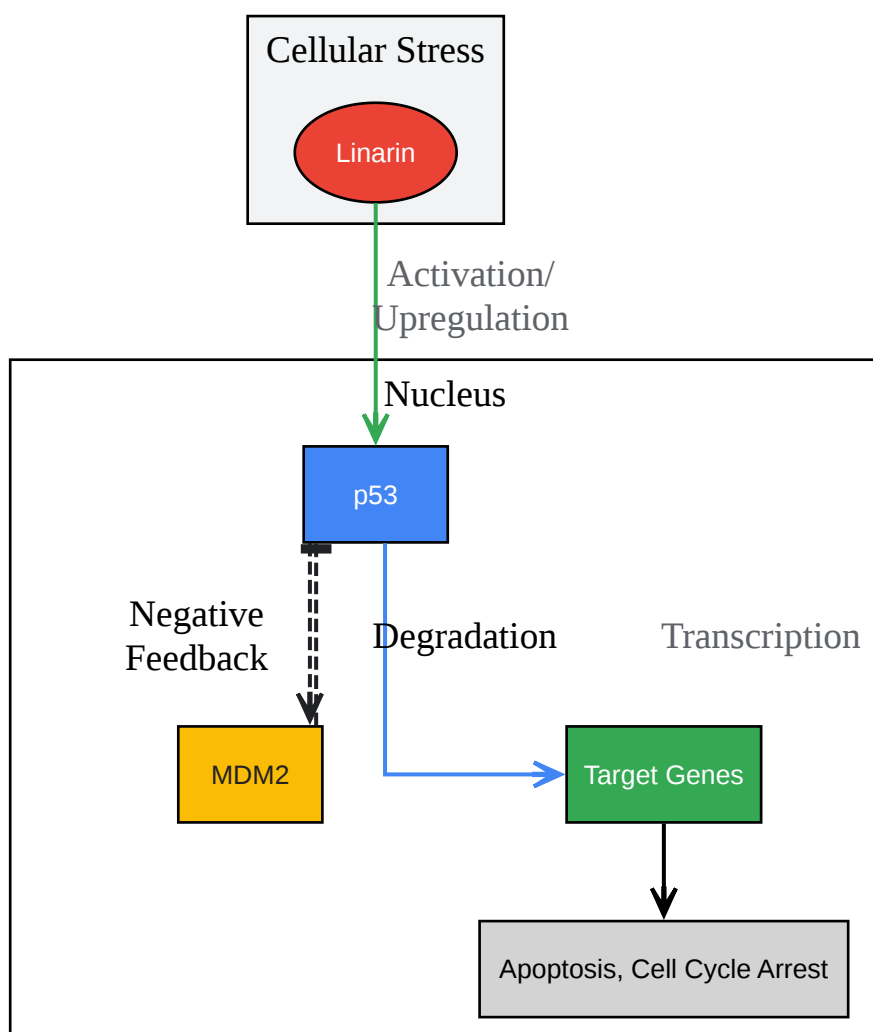 Cellular Stress
Linarin
Activation/
Upregulation
Nucleus
p53
Negative
Feedback
Degradation
Transcription
MDM2
Target Genes
Apoptosis, Cell Cycle Arrest